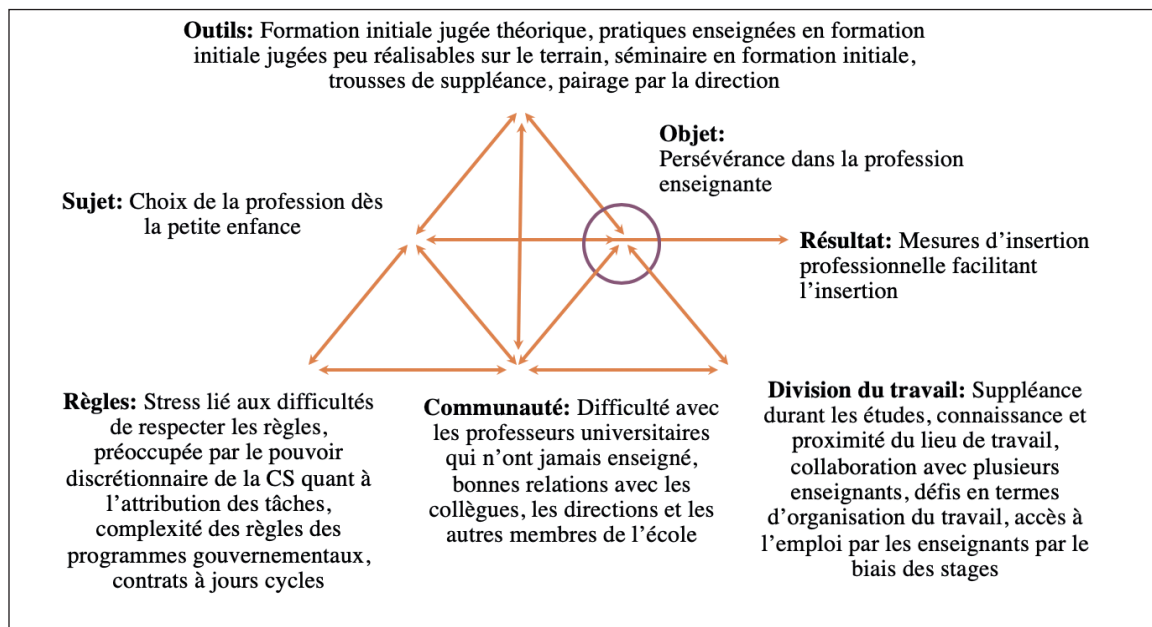 Outils: Formation initiale jugée théorique, pratiques enseignées en formation
initiale jugées peu réalisables sur le terrain, séminaire en formation initiale,
trousses de suppléance, pairage par la direction
Objet:
Persévérance dans la profession
enseignante
Sujet: Choix de la profession dès
la petite enfance
Résultat: Mesures d’insertion
professionnelle facilitant
l’insertion
Règles: Stress lié aux difficultés
de respecter les règles,
préoccupée par le pouvoir
discrétionnaire de la CS quant à
l’attribution des tâches,
complexité des règles des
programmes gouvernementaux,
contrats à jours cycles
Communauté: Difficulté avec
les professeurs universitaires
qui n’ont jamais enseigné,
bonnes relations avec les
collègues, les directions et les
autres membres de l’école
Division du travail: Suppléance
durant les études, connaissance et
proximité du lieu de travail,
collaboration avec plusieurs
enseignants, défis en termes
d’organisation du travail, accès à
l’emploi par les enseignants par le
biais des stages